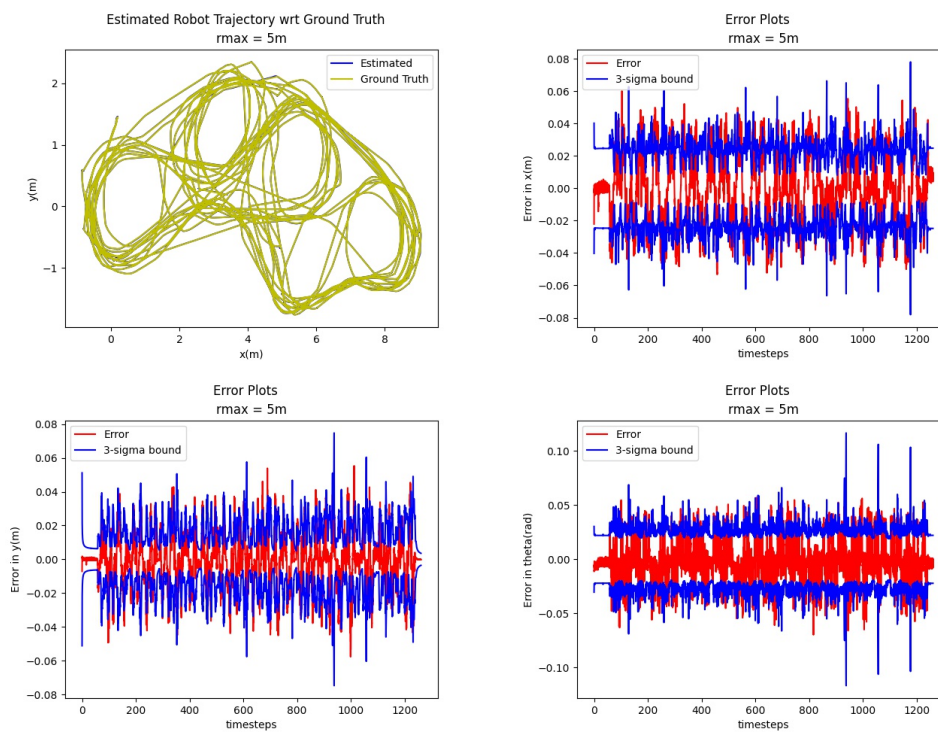 Estimated Robot Trajectory wrt Ground Truth
rmax = 5m
Estimated
Ground Truth
2
1
0
−1
y(m)
0
2
4
6
8
x(m)
Error Plots
rmax = 5m
Error
3-sigma bound
0.08
0.06
0.04
0.02
0.00
−0.02
−0.04
−0.06
−0.08
Error in x(m)
0
200
400
600
800
1000
1200
timesteps
Error Plots
rmax = 5m
Error
3-sigma bound
0.08
0.06
0.04
0.02
0.00
−0.02
−0.04
−0.06
−0.08
Error in y(m)
0
200
400
600
800
1000
1200
timesteps
Error Plots
rmax = 5m
Error
3-sigma bound
0.10
0.05
0.00
−0.05
−0.10
Error in theta(rad)
0
200
400
600
800
1000
1200
timesteps